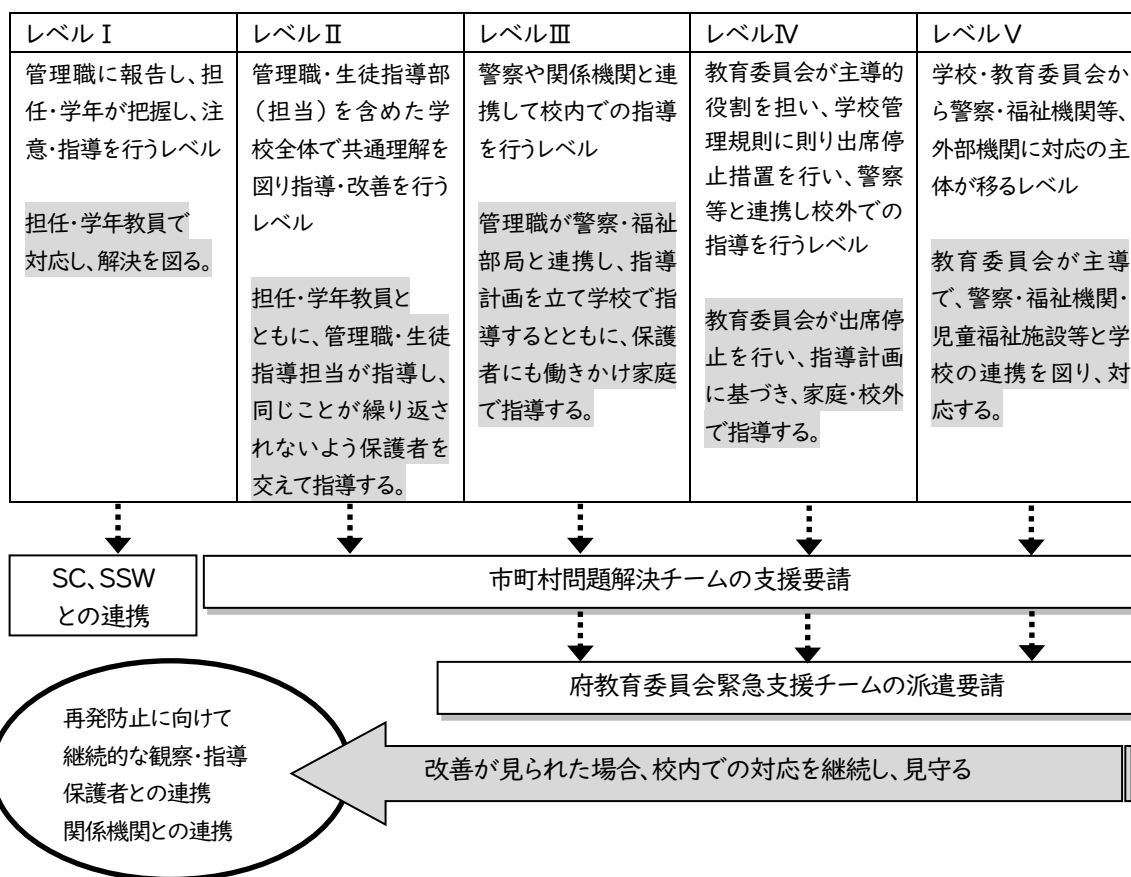 レベルⅠ
管理職に報告し、担
任・学年が把握し、注
意・指導を行うレベル
担任・学年教員で
対応し、解決を図る。
レベルⅡ
管理職・生徒指導部
(担当)を含めた学
校全体で共通理解を
図り指導・改善を行う
レベル
担任・学年教員と
ともに、管理職・生徒
指導担当が指導し、
同じことが繰り返さ
れないよう保護者を
交えて指導する。
レベルⅢ
警察や関係機関と連
携して校内での指導
を行うレベル
管理職が警察・福祉
部局と連携し、指導
計画を立て学校で指
導するとともに、保護
者にも働きかけ家庭
で指導する。
レベルⅣ
教育委員会が主導的
役割を担い、学校管
理規則に則り出席停
止措置を行い、警察
等と連携し校外での
指導を行うレベル
教育委員会が出席停
止を行い、指導計画
に基づき、家庭・校外
で指導する。
レベルⅤ
学校・教育委員会か
ら警察・福祉機関等、
外部機関に対応の主
体が移るレベル
教育委員会が主導
で、警察・福祉機関・
児童福祉施設等と学
校の連携を図り、対
応する。
SC、SSW
との連携
市町村問題解決チームの支援要請
府教育委員会緊急支援チームの派遣要請
再発防止に向けて
継続的な観察・指導
保護者との連携
関係機関との連携
改善が見られた場合、校内での対応を継続し、見守る